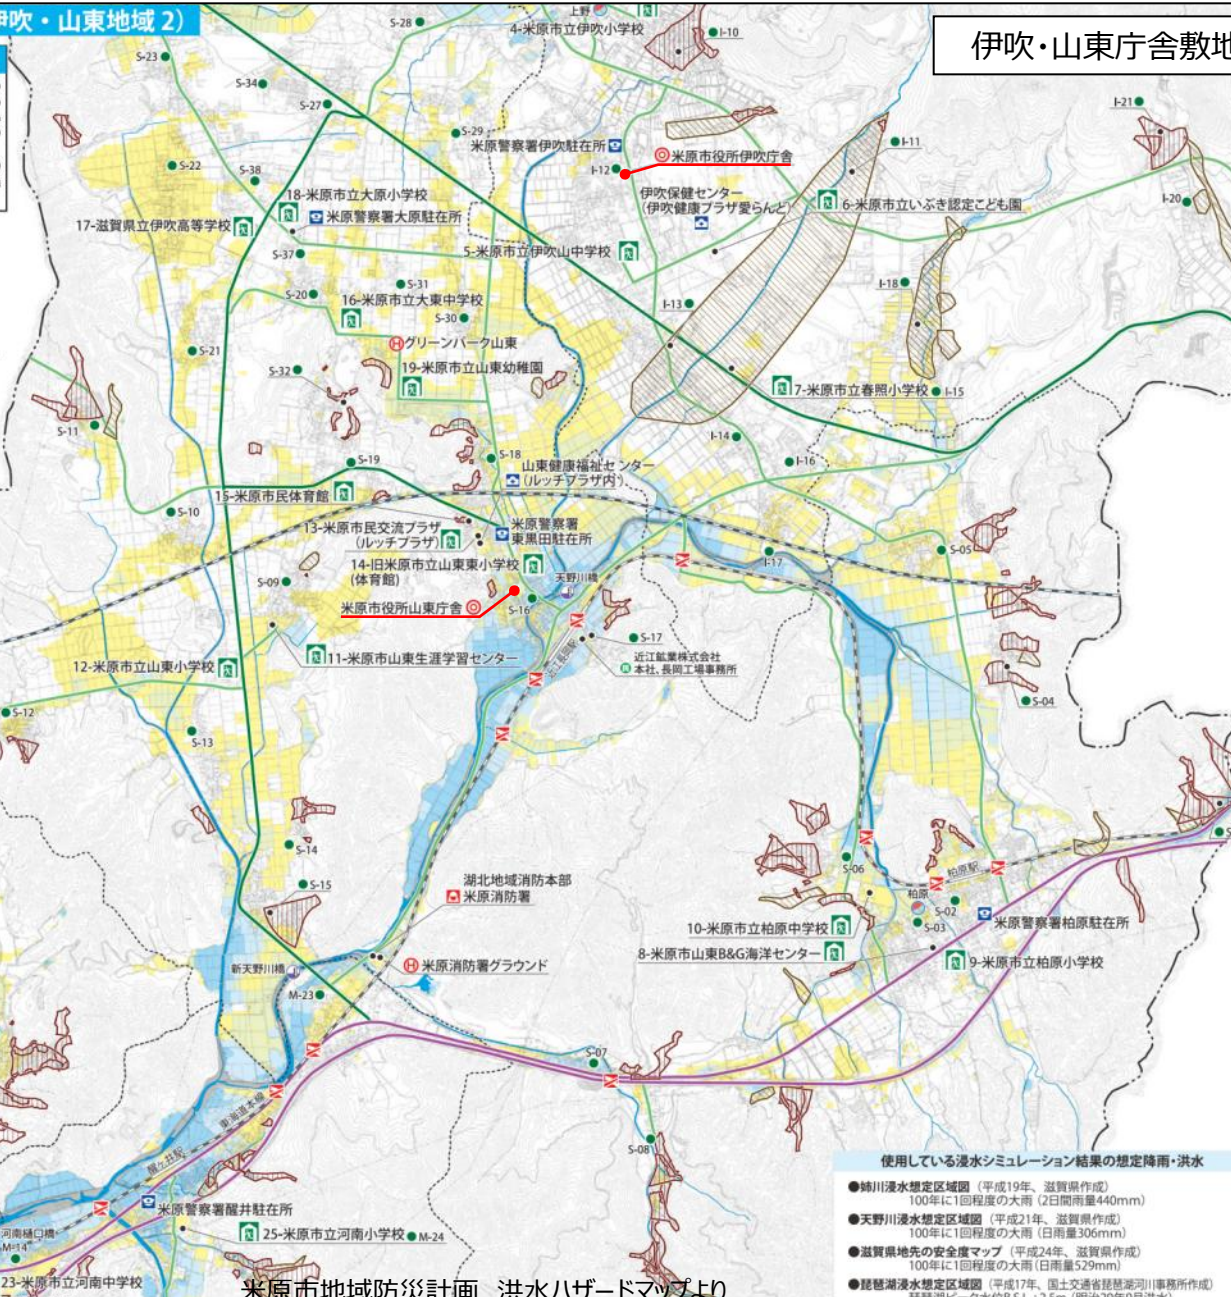 伊吹・山東地域 2）
伊吹・山東庁舎敷地
上野
4-米原市立伊吹小学校
S-28
I-10
S-23
S-34
S-27
I-21
S-29
米原警察署伊吹駐在所
I-11
I-12
米原市役所伊吹庁舎
S-22
S-38
伊吹保健センター
（伊吹健康プラザ愛らんど）
18-米原市立大原小学校
米原警察署大原駐在所
17-滋賀県立伊吹高等学校
6-米原市立いぶき認定こども園
I-20
5-米原市立伊吹山中学校
S-37
S-31
S-20
I-18
16-米原市立大東中学校
I-13
S-30
グリーンパーク山東
S-21
19-米原市立山東幼稚園
S-32
7-米原市立春照小学校
I-15
S-11
I-14
S-18
S-19
I-16
山東健康福祉センター
（ルッチプラザ内）
15-米原市民体育館
S-10
13-米原市民交流プラザ
（ルッチプラザ）
米原警察署
東黒田駐在所
S-05
I-17
14-旧米原市立山東東小学校
（体育館）
S-09
天野川橋
米原市役所山東庁舎
S-16
S-17
近江長岡駅
近江鉱業株式会社
本社、長岡工場事務所
11-米原市山東生涯学習センター
12-米原市立山東小学校
S-04
S-12
S-13
S-14
S-06
柏原駅
S-15
湖北地域消防本部
米原消防署
柏原
S-02
S-03
米原警察署柏原駐在所
10-米原市立柏原中学校
8-米原市山東B&G海洋センター
9-米原市立柏原小学校
新天野川橋
米原消防署グラウンド
M-23
S-07
東海道本線
醒ヶ井駅
S-08
使用している浸水シミュレーション結果の想定降雨・洪水
●姉川浸水想定区域図（平成19年、滋賀県作成）
100年に1回程度の大雨（2日間雨量440mm）
●天野川浸水想定区域図（平成21年、滋賀県作成）
100年に1回程度の大雨（日雨量306mm）
●滋賀県地先の安全度マップ（平成24年、滋賀県作成）
100年に1回程度の大雨（日雨量529mm）
●琵琶湖浸水想定区域図（平成17年、国土交通省琵琶湖河川事務所作成）
米原警察署醒井駐在所
河南樋口橋
25-米原市立河南小学校
M-24
M-14
23-米原市立河南中学校
米原市地域防災計画 洪水ハザードマップより